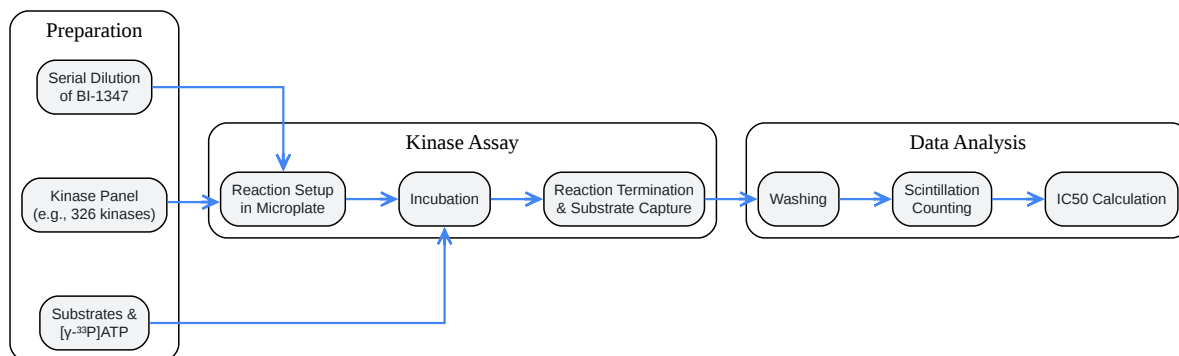 Preparation
Serial Dilution
of BI-1347
Kinase Panel
(e.g., 326 kinases)
Substrates &
[γ-³³P]ATP
Kinase Assay
Reaction Setup
in Microplate
Incubation
Reaction Termination
& Substrate Capture
Data Analysis
Washing
Scintillation
Counting
IC50 Calculation